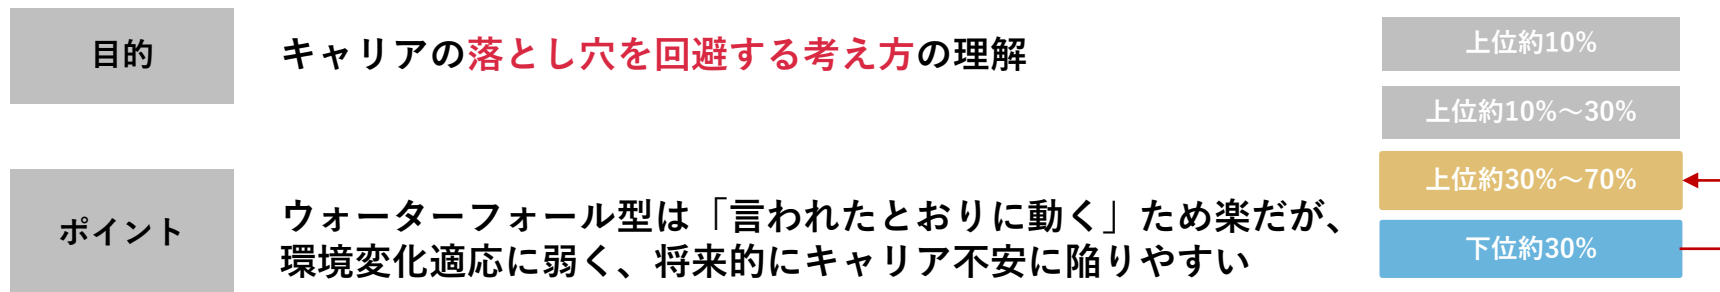 目的
キャリアの落とし穴を回避する考え方の理解
ポイント
ウォーターフォール型は「言われたとおりに動く」ため楽だが、
環境変化適応に弱く、将来的にキャリア不安に陥りやすい
上位約10%
上位約10%～30%
上位約30%～70%
下位約30%